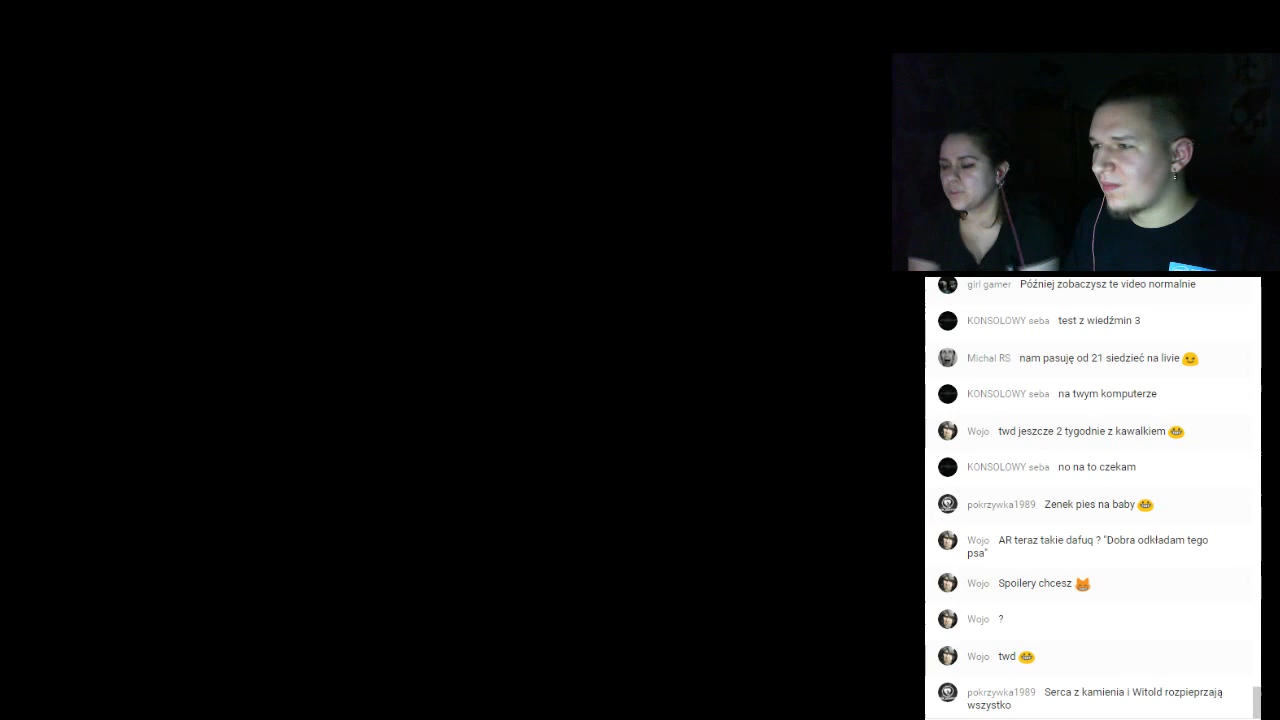 girl gamer Później zobaczysz te video normalnie
KONSOLOWY seba test z wiedźmin 3
Michal RS nam pasuję od 21 siedzieć na livie
KONSOLOWY seba na twym komputerze
Wojo twd jeszcze 2 tygodnie z kawalkiem
KONSOLOWY seba no na to czekam
pokrzywka1989 Zenek pies na baby
Wojo AR teraz takie dafuq ? "Dobra odkładam tego
psa"
Wojo Spoilery chcesz
Wojo ?
Wojo twd
pokrzywka1989 Serca z kamienia i Witold rozpieprzają
wszystko